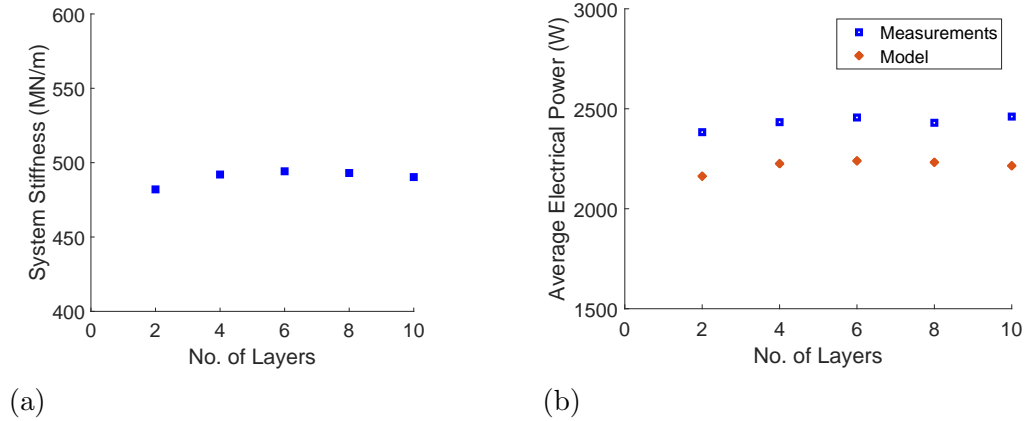 System Stiffness (MN/m)
600
550
500
450
400
0
2
4
6
8
10
No. of Layers
(a)
Average Electrical Power (W)
3000
2500
2000
1500
0
2
4
6
8
10
No. of Layers
Measurements
Model
(b)